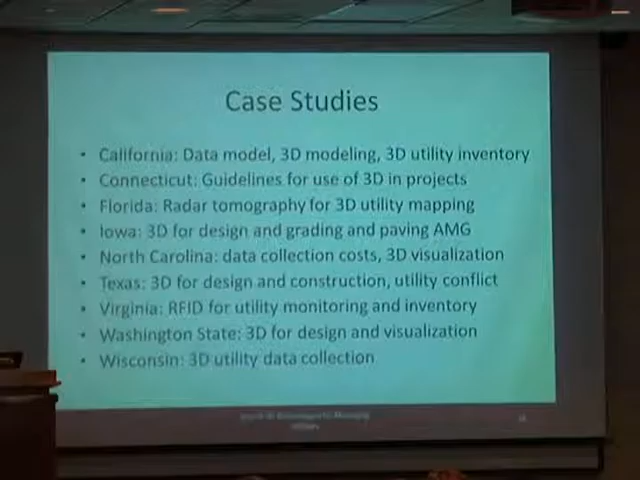 Case Studies
• California: Data model, 3D modeling, 3D utility inventory
• Connecticut: Guidelines for use of 3D in projects
• Florida: Radar tomography for 3D utility mapping
• Iowa: 3D for design and grading and paving AMG
• North Carolina: data collection costs, 3D visualization
• Texas: 3D for design and construction, utility conflict
• Virginia: RFID for utility monitoring and inventory
• Washington State: 3D for design and visualization
• Wisconsin: 3D utility data collection